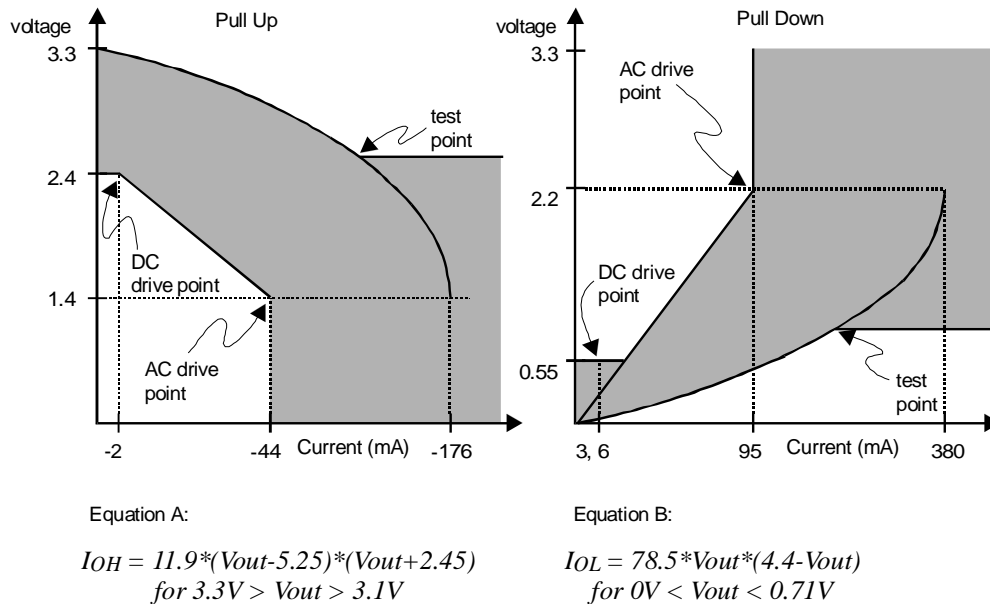 voltage
Pull Up
3.3
test
point
2.4
DC
drive point
1.4
AC drive
point
-2
-44
Current (mA)
-176
Equation A:
IOH = 11.9*(Vout-5.25)*(Vout+2.45)
for 3.3V > Vout > 3.1V
voltage
Pull Down
3.3
AC drive
point
2.2
DC drive
point
0.55
test
point
3, 6
95
Current (mA)
380
Equation B:
IOL = 78.5*Vout*(4.4-Vout)
for 0V < Vout < 0.71V